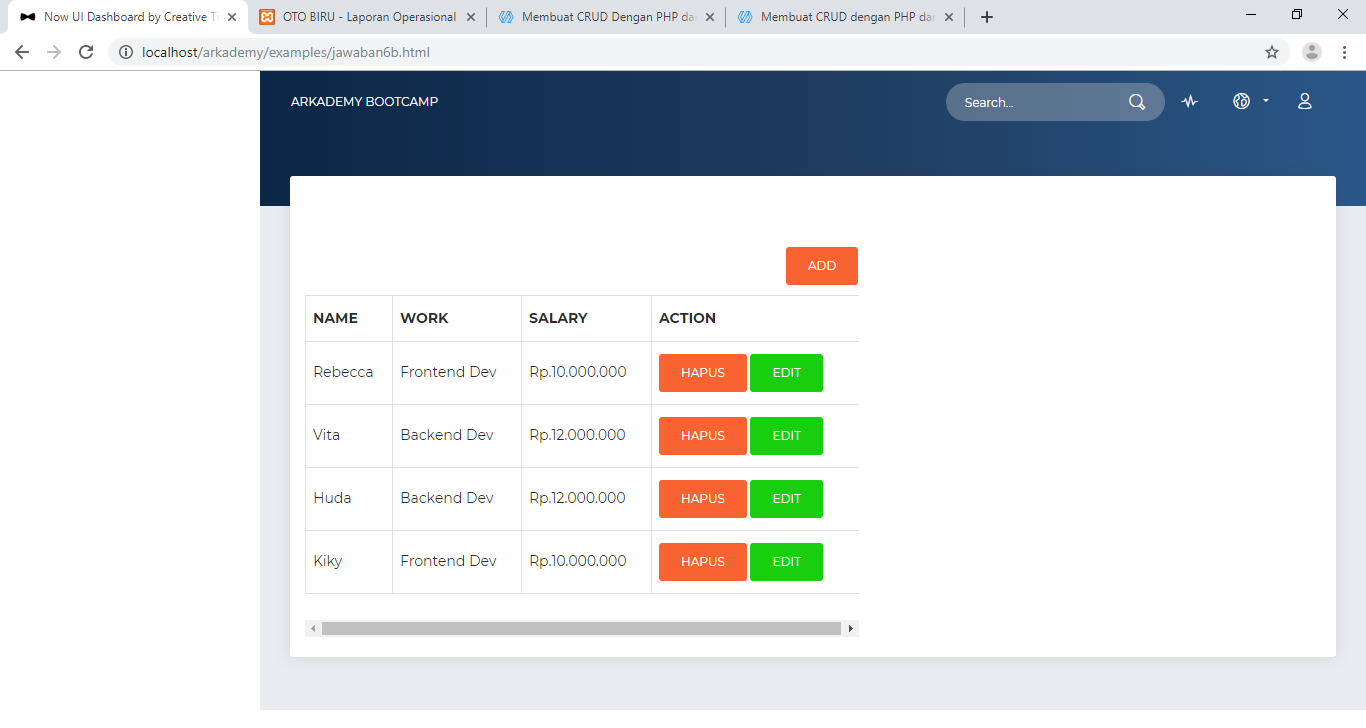 Now UI Dashboard by Creative T
OTO BIRU - Laporan Operasional
Membuat CRUD Dengan PHP da
Membuat CRUD dengan PHP da
localhost/arkademy/examples/jawaban6b.html
ARKADEMY BOOTCAMP
Search...
ADD
NAME WORK SALARY ACTION
Rebecca Frontend Dev Rp.10.000.000 HAPUS EDIT
Vita Backend Dev Rp.12.000.000 HAPUS EDIT
Huda Backend Dev Rp.12.000.000 HAPUS EDIT
Kiky Frontend Dev Rp.10.000.000 HAPUS EDIT